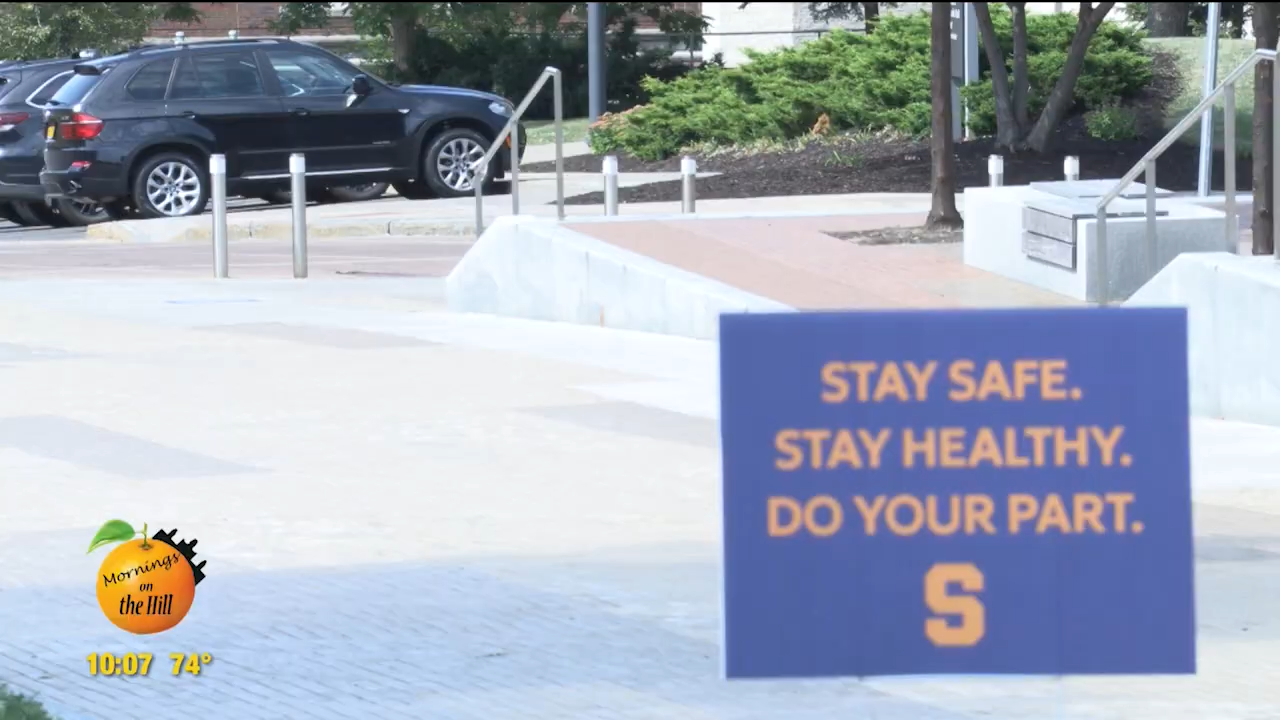 STAY SAFE.
STAY HEALTHY.
DO YOUR PART.
S
Mornings
on
the Hill
10:07 74°